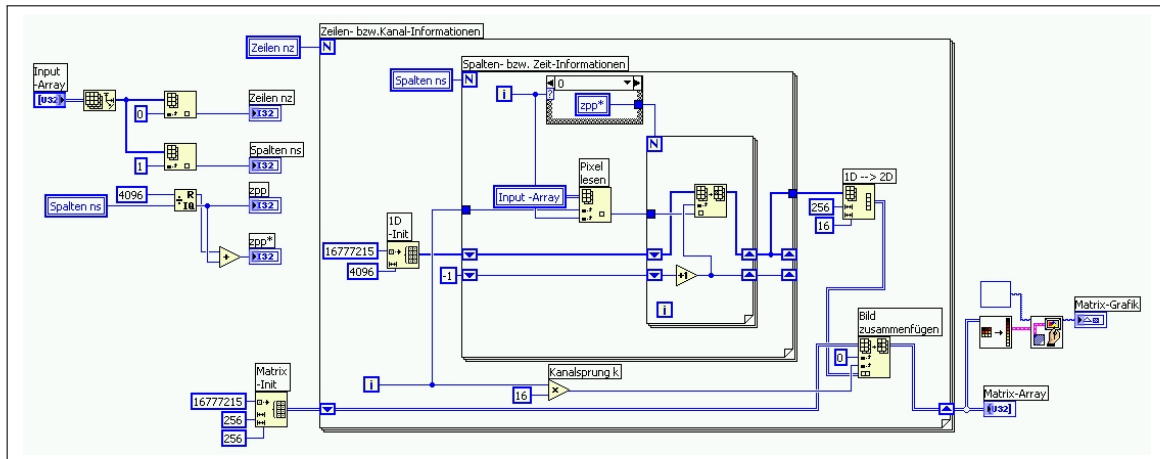 Zeilen- bzw.Kanal-Informationen
Zeilen nz
N
Spalten- bzw. Zeit-Informationen
Spalten ns
N
0
Input
-Array
[U32]
i
?
zpp*
Zeilen nz
0
I32
N
Spalten ns
1
I32
Pixel
lesen
1D --> 2D
4096
R
IQ
zpp
I32
Input -Array
Spalten ns
256
16
1D
-Init
zpp*
I32
+
16777215
4096
-1
+1
i
Matrix-Grafik
Bild
zusammenfügen
0
Matrix
-Init
i
Kanalsprung k
16
x
16777215
256
256
Matrix-Array
[U32]